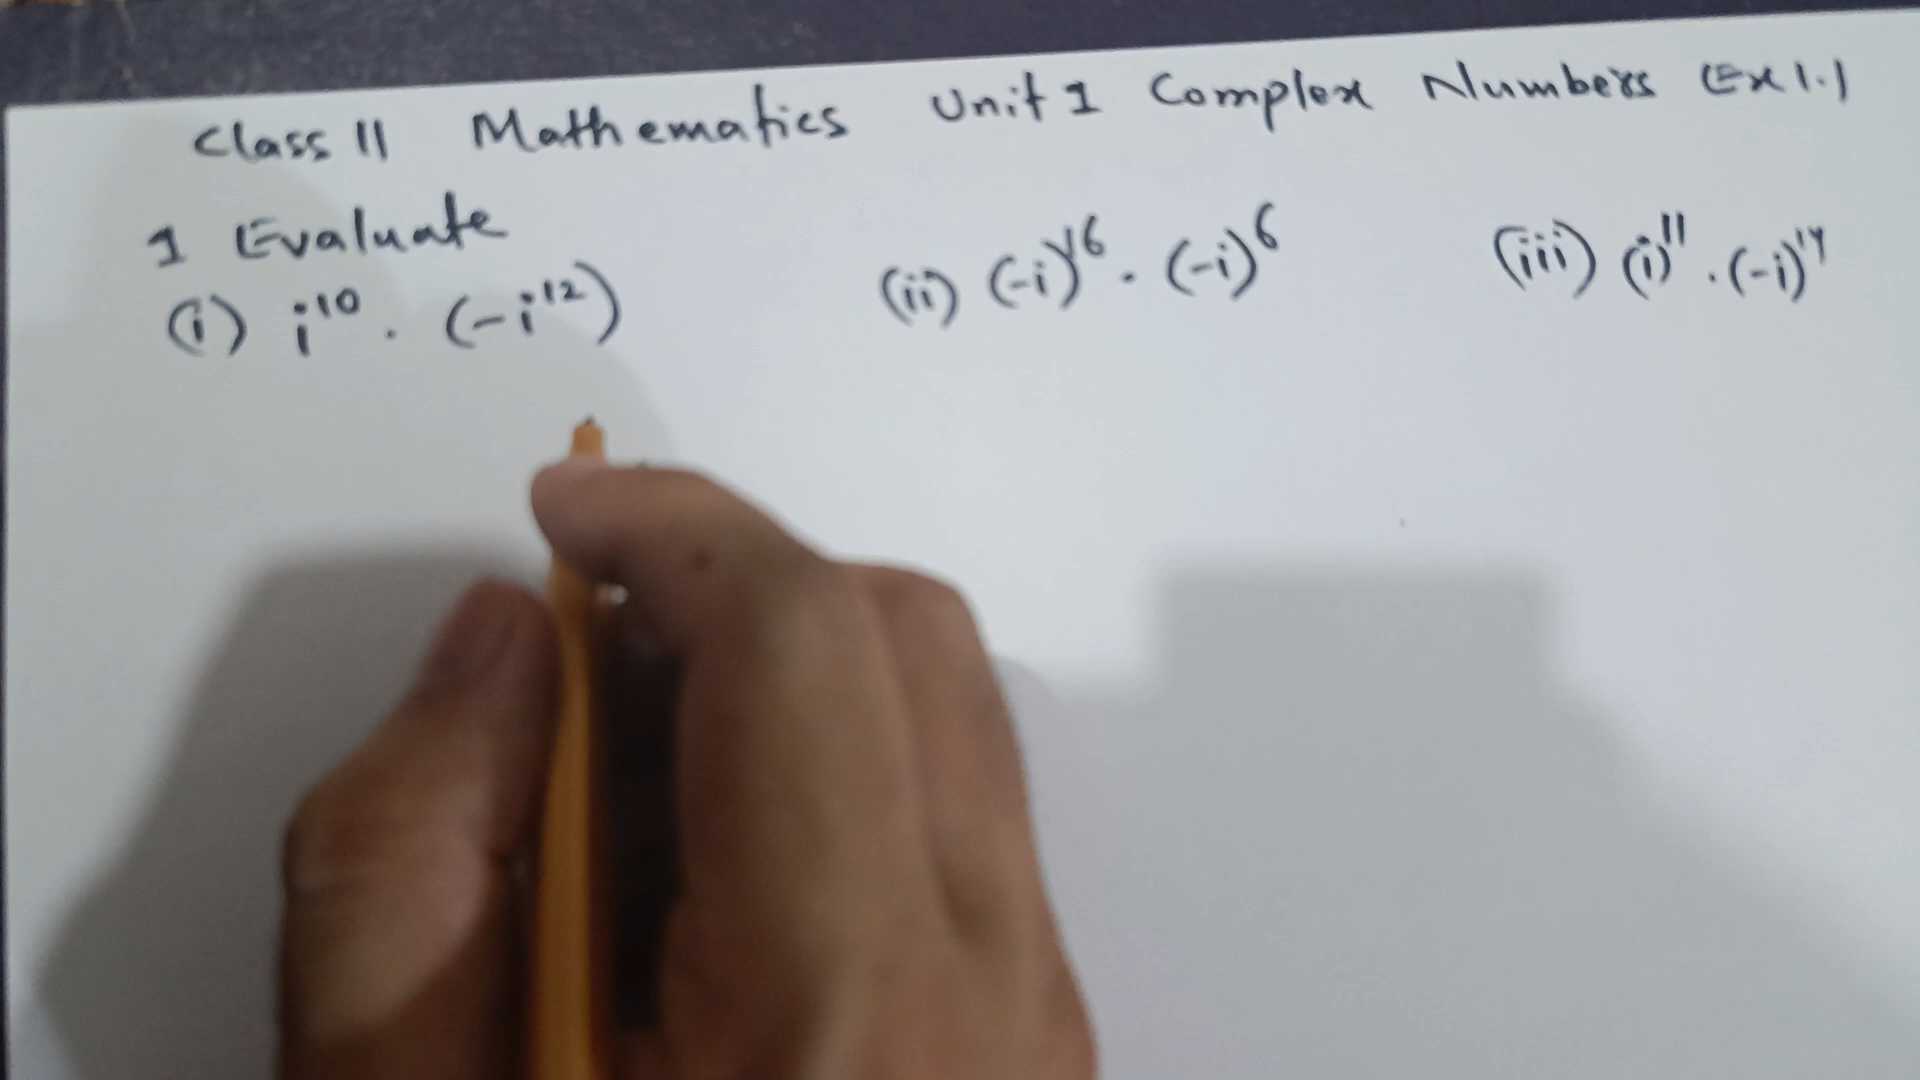 Class 11 Mathematics Unit 1 Complex Numbers Ex 1.1
1 Evaluate
(i) i¹⁰ . (-i¹²) (ii) (-i)¹⁶ . (-i)⁶ (iii) (i)¹¹ . (-i)¹⁴